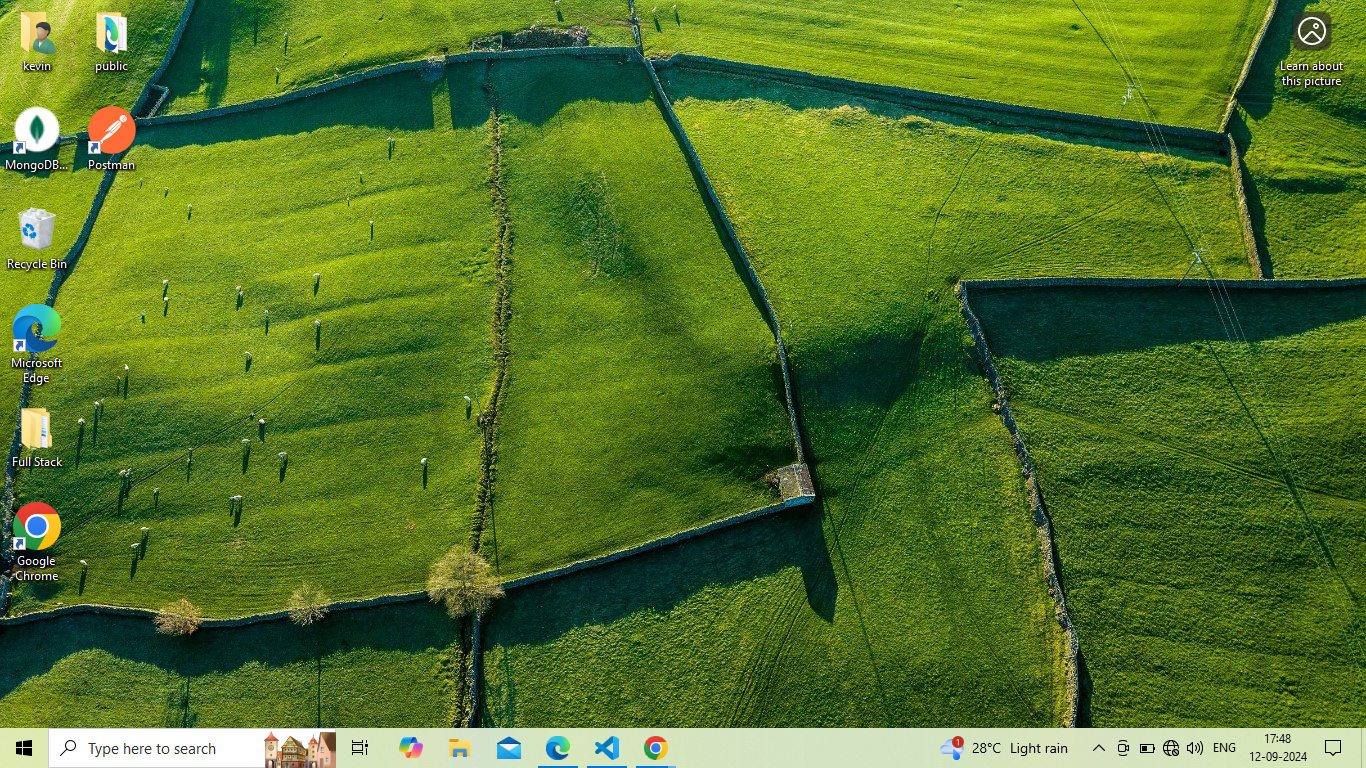 kevin
public
Learn about
this picture
MongoDB...
Postman
Recycle Bin
Microsoft
Edge
Full Stack
Google
Chrome
Type here to search
1
28°C Light rain
ENG
17:48
12-09-2024